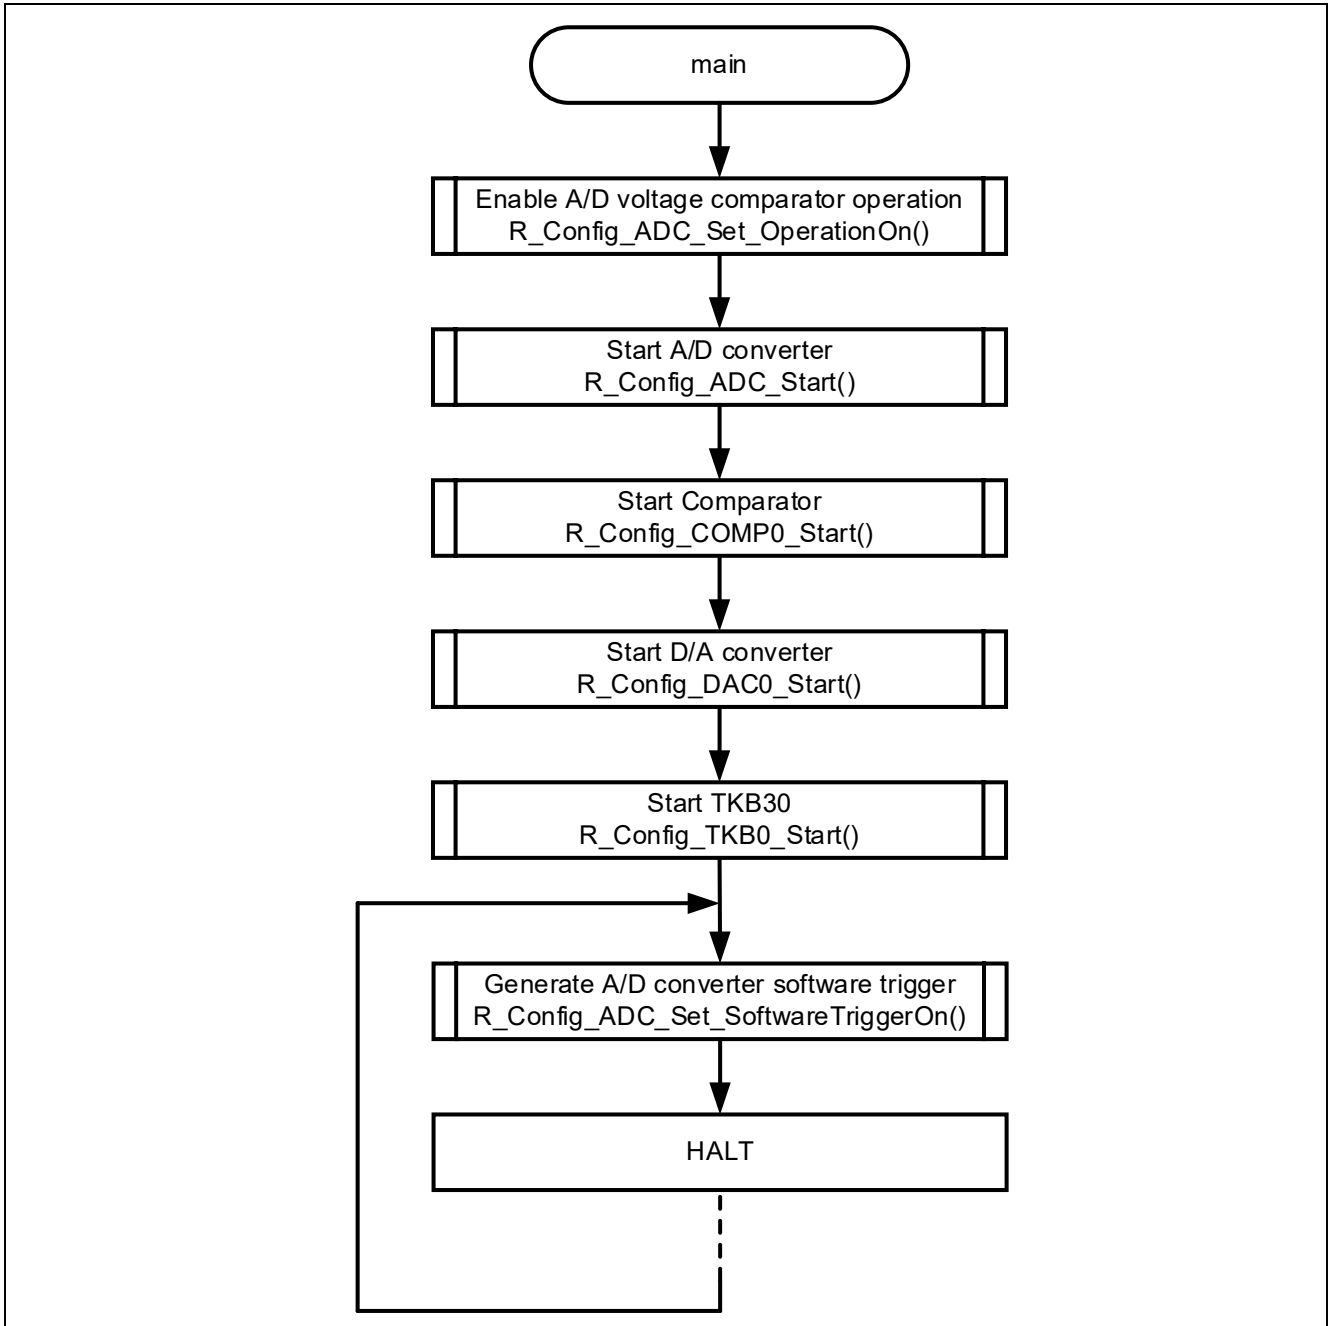 main
Enable A/D voltage comparator operation
R_Config_ADC_Set_OperationOn()
Start A/D converter
R_Config_ADC_Start()
Start Comparator
R_Config_COMP0_Start()
Start D/A converter
R_Config_DAC0_Start()
Start TKB30
R_Config_TKB0_Start()
Generate A/D converter software trigger
R_Config_ADC_Set_SoftwareTriggerOn()
HALT